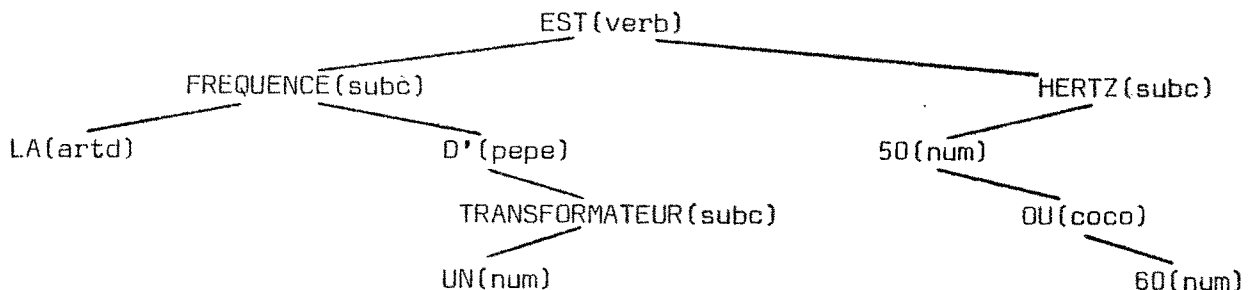 EST(verb)
FREQUENCE(subc) HERTZ(subc)
LA(artd) D'(pepe) 50(num)
TRANSFORMATEUR(subc) OU(coco)
UN(num) 60(num)